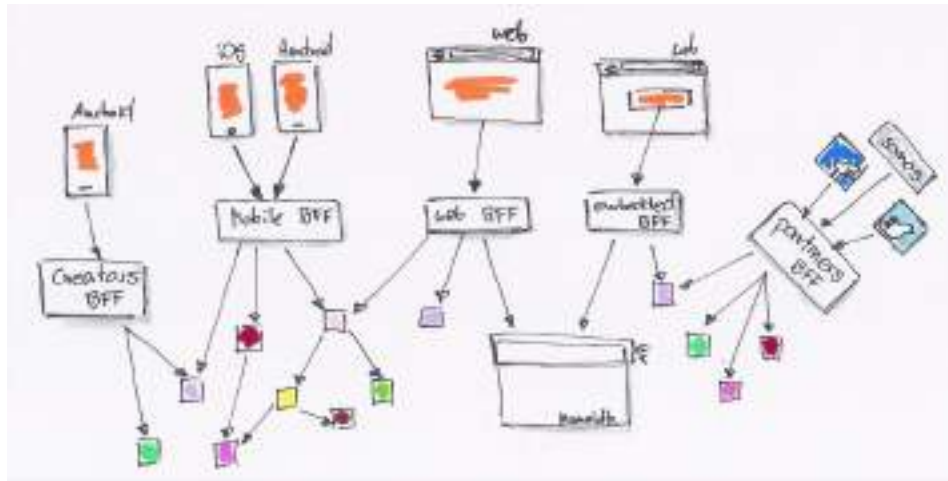 iOS
Android
web
web
Android
SONOS
Mobile BFF
web BFF
embedded
BFF
partners
BFF
Creators
BFF
Monolith